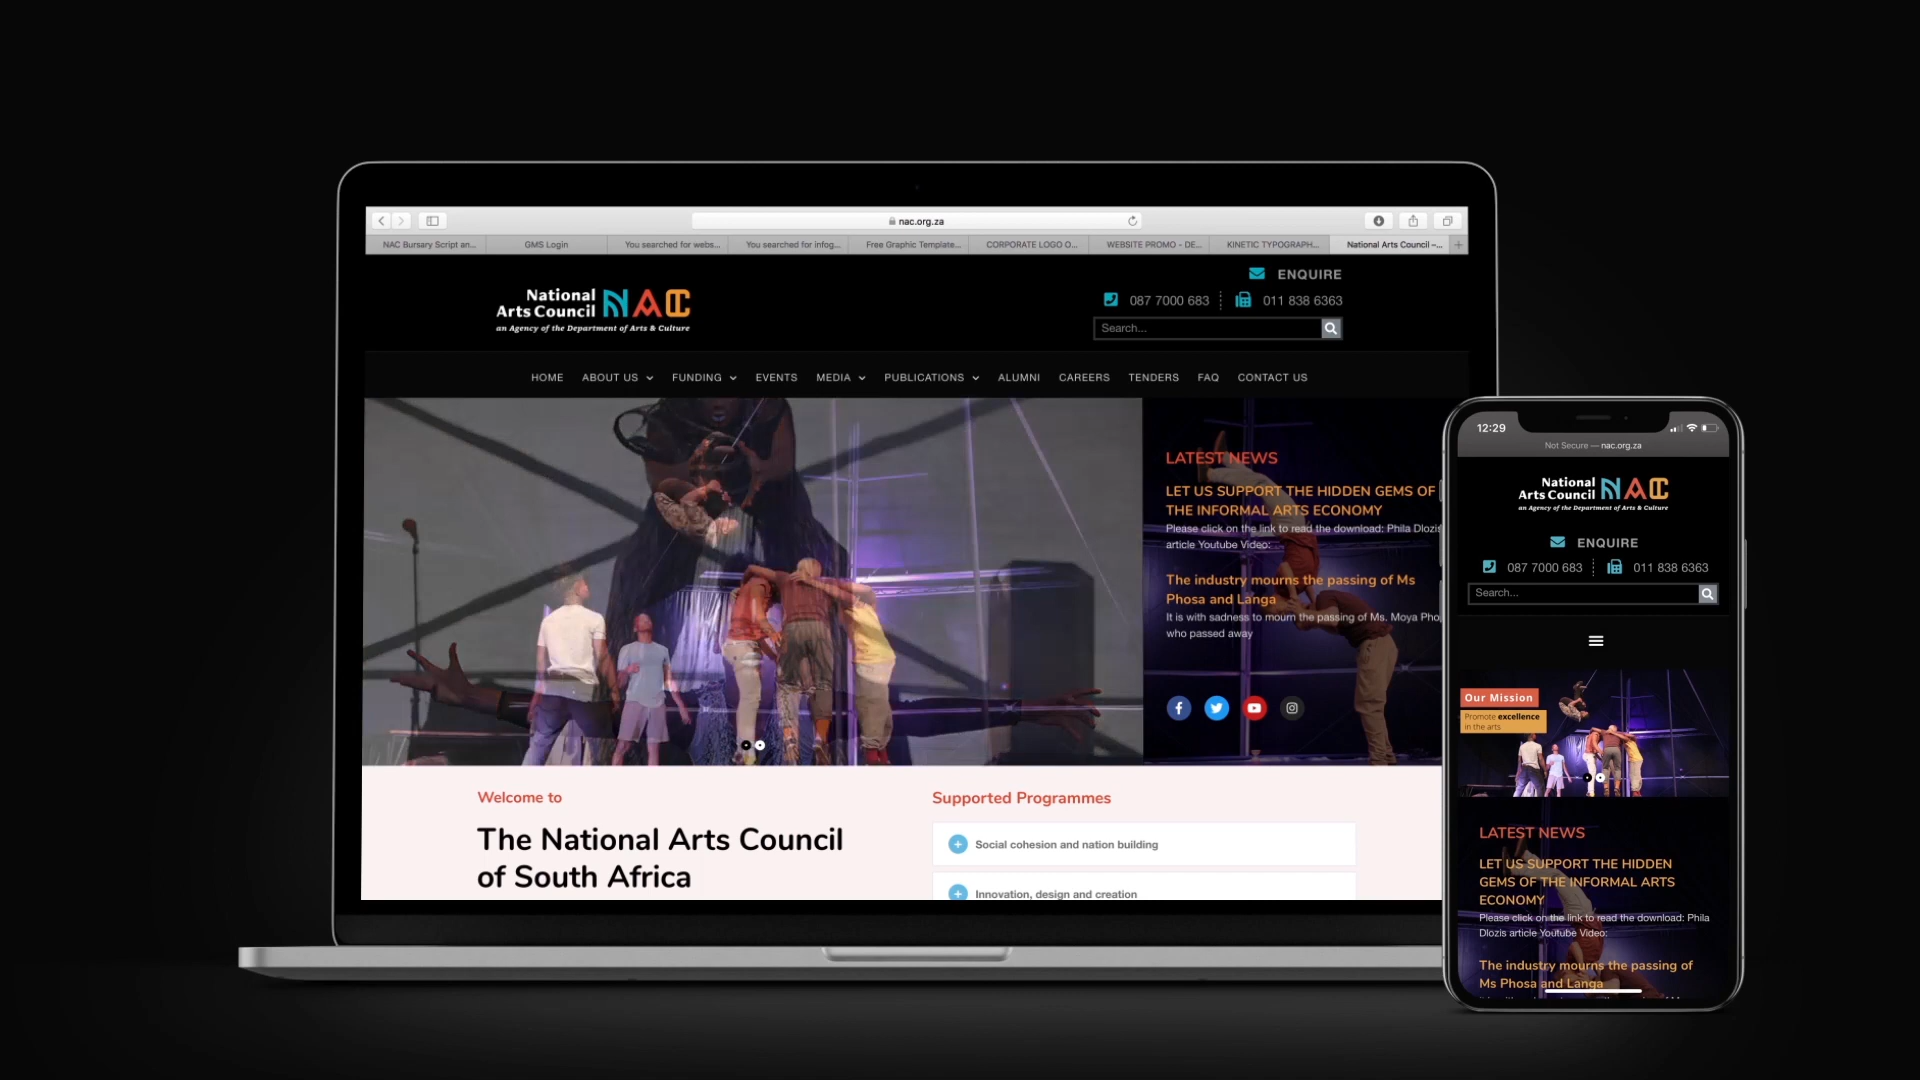 nac.org.za
NAC Bursary Script an...
GMS Login
You searched for webs...
You searched for infog...
Free Graphic Template...
CORPORATE LOGO O...
WEBSITE PROMO - DE...
KINETIC TYPOGRAPH...
National Arts Council –...
National
Arts Council NAC
an Agency of the Department of Arts & Culture
ENQUIRE
087 7000 683
011 838 6363
Search...
HOME ABOUT US FUNDING EVENTS MEDIA PUBLICATIONS ALUMNI CAREERS TENDERS FAQ CONTACT US
LATEST NEWS
LET US SUPPORT THE HIDDEN GEMS OF
THE INFORMAL ARTS ECONOMY
Please click on the link to read the download: Phila Dlozis
article Youtube Video:
The industry mourns the passing of Ms
Phosa and Langa
It is with sadness to mourn the passing of Ms. Moya Pho
who passed away
Welcome to
The National Arts Council
of South Africa
Supported Programmes
Social cohesion and nation building
Innovation, design and creation
12:29
Not Secure — nac.org.za
National
Arts Council NAC
an Agency of the Department of Arts & Culture
ENQUIRE
087 7000 683
011 838 6363
Search...
Our Mission
Promote excellence
in the arts
LATEST NEWS
LET US SUPPORT THE HIDDEN
GEMS OF THE INFORMAL ARTS
ECONOMY
Please click on the link to read the download: Phila
Dlozis article Youtube Video:
The industry mourns the passing of
Ms Phosa and Langa